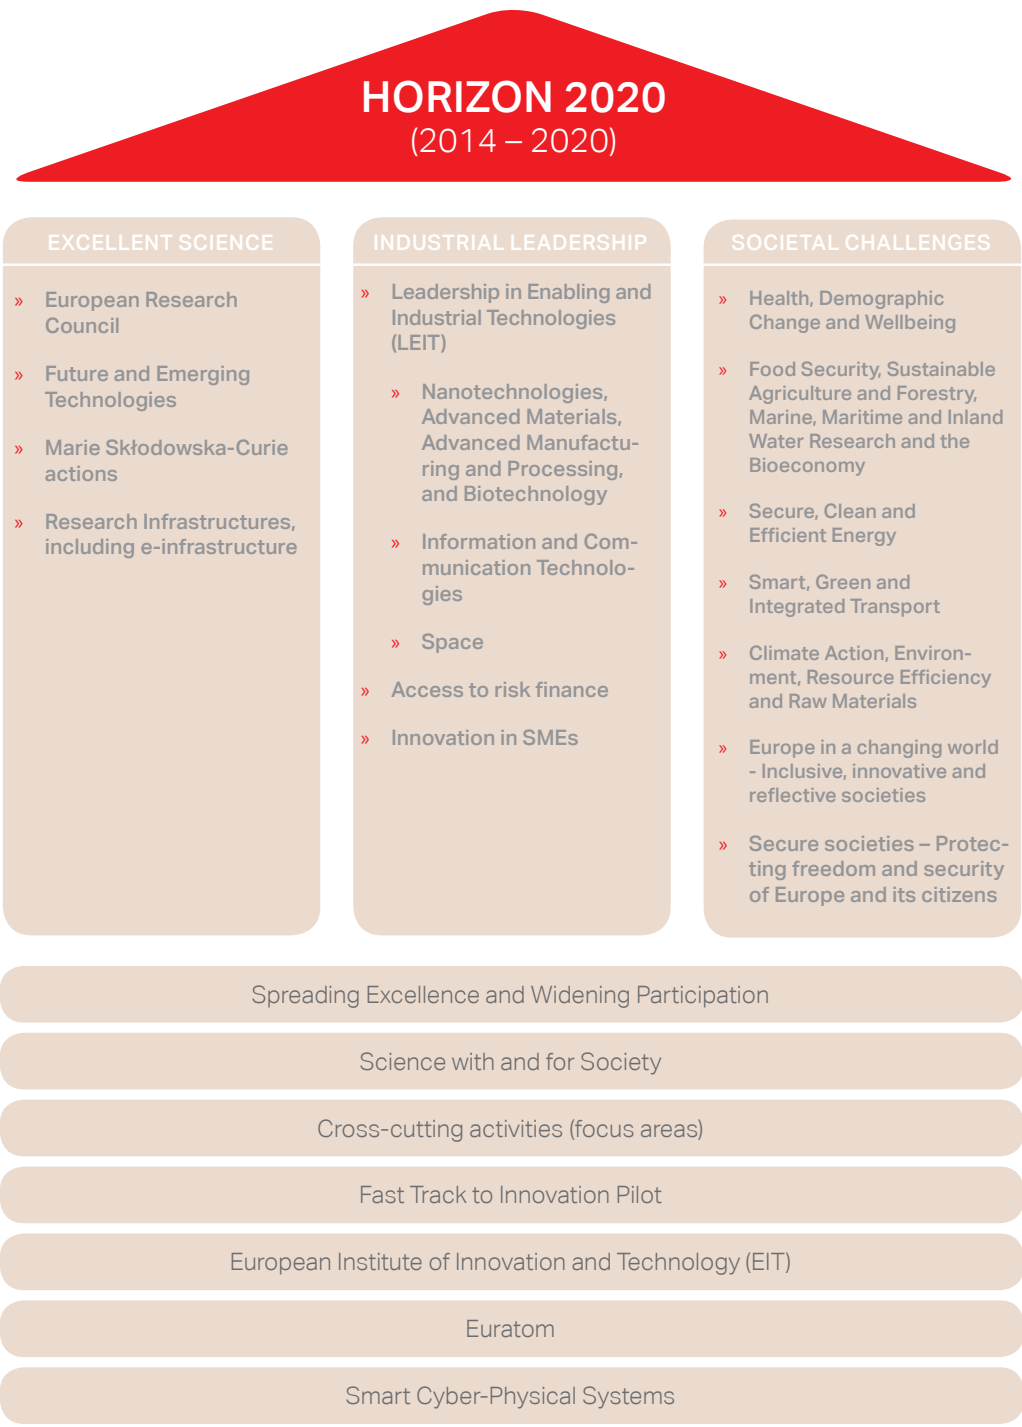 HORIZON 2020
(2014 – 2020)
EXCELLENT SCIENCE
» European Research
Council
» Future and Emerging
Technologies
» Marie Skłodowska-Curie
actions
» Research Infrastructures,
including e-infrastructure
INDUSTRIAL LEADERSHIP
» Leadership in Enabling and
Industrial Technologies
(LEIT)
» Nanotechnologies,
Advanced Materials,
Advanced Manufactu-
ring and Processing,
and Biotechnology
» Information and Com-
munication Technolo-
gies
» Space
» Access to risk finance
» Innovation in SMEs
SOCIETAL CHALLENGES
» Health, Demographic
Change and Wellbeing
» Food Security, Sustainable
Agriculture and Forestry,
Marine, Maritime and Inland
Water Research and the
Bioeconomy
» Secure, Clean and
Efficient Energy
» Smart, Green and
Integrated Transport
» Climate Action, Environ-
ment, Resource Efficiency
and Raw Materials
» Europe in a changing world
- Inclusive, innovative and
reflective societies
» Secure societies – Protec-
ting freedom and security
of Europe and its citizens
Spreading Excellence and Widening Participation
Science with and for Society
Cross-cutting activities (focus areas)
Fast Track to Innovation Pilot
European Institute of Innovation and Technology (EIT)
Euratom
Smart Cyber-Physical Systems